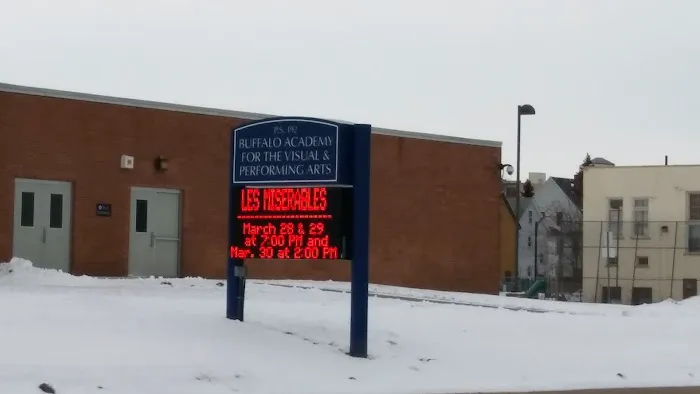 P.S. 192
BUFFALO ACADEMY
FOR THE VISUAL &
PERFORMING ARTS
LES MISERABLES
March 28 & 29
at 7:00 PM and
Mar. 30 at 2:00 PM